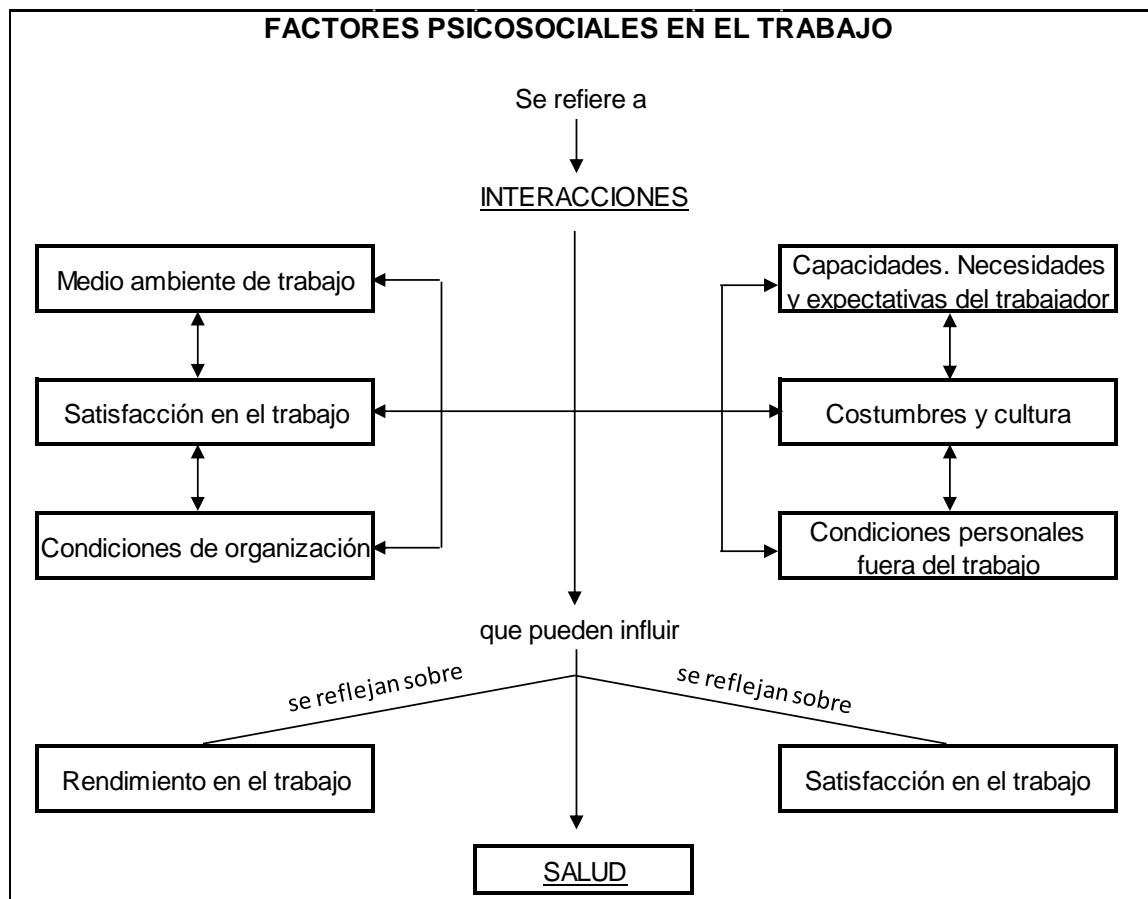 FACTORES PSICOSOCIALES EN EL TRABAJO
Se refiere a
INTERACCIONES
Medio ambiente de trabajo
Capacidades. Necesidades
y expectativas del trabajador
Satisfacción en el trabajo
Costumbres y cultura
Condiciones de organización
Condiciones personales
fuera del trabajo
que pueden influir
se reflejan sobre
se reflejan sobre
Rendimiento en el trabajo
Satisfacción en el trabajo
SALUD